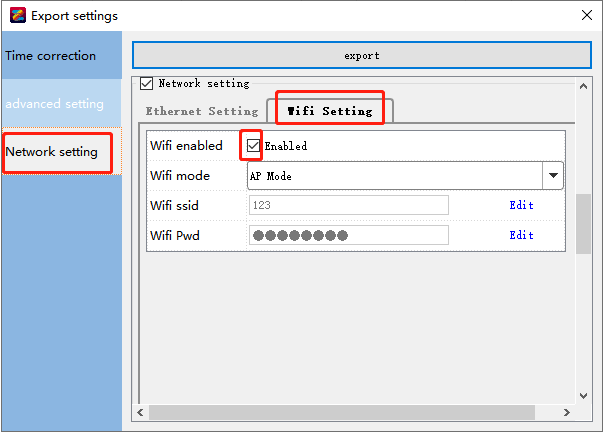 Export settings
Time correction
advanced setting
Network setting
export
Network setting
Ethernet Setting
Wifi Setting
Wifi enabled
Enabled
Wifi mode
AP Mode
Wifi ssid
123
Edit
Wifi Pwd
Edit